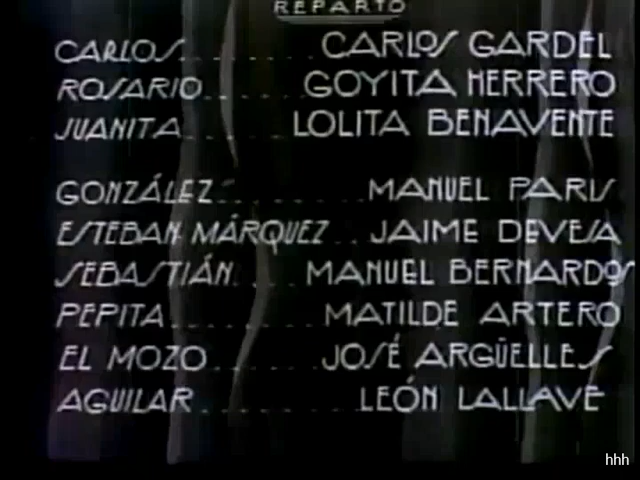 REPARTO
CARLOS........ CARLOS GARDEL
ROSARIO....... GOYITA HERRERO
JUANITA....... LOLITA BENAVENTE
GONZÁLEZ........ MANUEL PARIS
ESTEBAN MÁRQUEZ.. JAIME DEVESA
SEBASTIÁN.... MANUEL BERNARDOS
PEPITA........ MATILDE ARTERO
EL MOZO...... JOSÉ ARGÜELLES
AGUILAR....... LEÓN LALLAVE
hhh